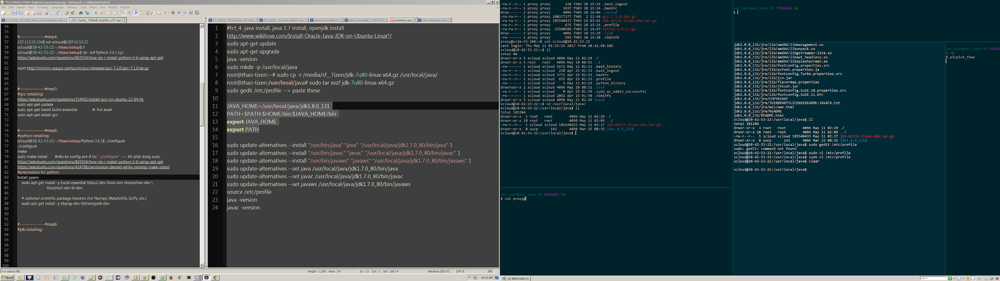 *E:\170413-PROJ-bigData\javasetup.cpp - Notepad++ [Administrator]
File Edit Search View Encoding Language Settings Tools Macro Run Plugins Window ?
07_SysOp_10_draft_about_cloud.projects.cpp
07_SysOp_12Adraft_bigData_v01.cpp
54
55
56 #----------------#step4:
57 107.113.53.104$ ssh scloud@107.42.53.22
58 scloud@10-42-53-22:~/thao/setup$ ll
59 scloud@10-42-53-22:~/thao/setup$ tar -xvf Python-3.6.1.tgz
60 https://askubuntu.com/questions/865554/how-do-i-install-python-3-6-using-apt-get
61
62 wget http://mirrors-usa.go-parts.com/gcc/releases/gcc-7.1.0/gcc-7.1.0.tar.gz
63
64
65
66 #----------------#step5:
67 #gcc installing:
68 https://askubuntu.com/questions/154402/install-gcc-on-ubuntu-12-04-lts
69 sudo apt-get update
70 sudo apt-get install build-essential #: full asset
71 sudo apt-get install gcc
72
73
74 #----------------#step6:
75 #python installing:
76 scloud@10-42-53-22:~/thao/setup/Python-3.6.1$ ./configure
77 ./configure
78 make
79 sudo make install #nếu ko config pre ở lúc "./configure" --> thì phải dùng sudo
80 https://askubuntu.com/questions/865554/how-do-i-install-python-3-6-using-apt-get
81 https://askubuntu.com/questions/424786/permission-denied-while-running-make-install
82 #precondion for python:
83 Install pyenv
84 sudo apt-get install -y build-essential libbz2-dev libssl-dev libreadline-dev \
85 libsqlite3-dev tk-dev
86
87 # optional scientific package headers (for Numpy, Matplotlib, SciPy, etc.)
88 sudo apt-get install -y libpng-dev libfreetype6-dev
89
90
91
92 #----------------#step6:
93 #jdk installing:
94
95
96
97
98
99
100
C++ source file
07_SysOp_12_bigData_v01.cpp
07_SysOp_10_note_daily01.cpp
tsktmp_thaodaily.sh
tsktmp_thaodaily_170427.sh
javasetup.cpp
note-cassandra.cpp
1 #tct_4. java install, java 1.7 install, openjdk install
2 http://www.wikihow.com/Install-Oracle-Java-JDK-on-Ubuntu-Linux*/
3 sudo apt-get update
4 sudo apt-get upgrade
5 java -version
6 sudo mkdir -p /usr/local/java
7 root@thao-tizen:~# sudo cp -r /media/sf__Tizen/jdk-7u80-linux-x64.gz /usr/local/java/
8 root@thao-tizen:/usr/local/java# sudo tar xvzf jdk-7u80-linux-x64.gz
9 sudo gedit /etc/profile --> paste these
10
11 JAVA_HOME=/usr/local/java/jdk1.8.0_131
12 PATH=$PATH:$HOME/bin:$JAVA_HOME/bin
13 export JAVA_HOME
14 export PATH
15
16 sudo update-alternatives --install "/usr/bin/java" "java" "/usr/local/java/jdk1.7.0_80/bin/java" 1
17 sudo update-alternatives --install "/usr/bin/javac" "javac" "/usr/local/java/jdk1.7.0_80/bin/javac" 1
18 sudo update-alternatives --install "/usr/bin/javaws" "javaws" "/usr/local/java/jdk1.7.0_80/bin/javaws" 1
19 sudo update-alternatives --set java /usr/local/java/jdk1.7.0_80/bin/java
20 sudo update-alternatives --set javac /usr/local/java/jdk1.7.0_80/bin/javac
21 sudo update-alternatives --set javaws /usr/local/java/jdk1.7.0_80/bin/javaws
22 source /etc/profile
23 java -version
24 javac -version
length : 1,109 lines : 24 Ln : 11 Col : 1 Sel : 106 | 4 Windows (CR LF) UTF-8 INS
Start
10:02 AM
-rw-r--r-- 1 proxy proxy 220 Th03 28 15:24 .bash_logout
-rw-r--r-- 1 proxy proxy 3637 Th03 28 15:24 .bashrc
drwx------ 2 proxy proxy 4096 Th03 28 16:04 .cache/
-rw-rw-r-- 1 proxy proxy 108377377 Th05 2 21:46 gcc-7.1.0.tar.gz
-rw-rw-r-- 1 proxy proxy 185540433 Th03 16 03:41 jdk-8u131-linux-x64.tar.gz
-rw-r--r-- 1 proxy proxy 675 Th03 28 15:24 .profile
-rw-rw-r-- 1 proxy proxy 22540566 Th03 21 14:47 Python-3.6.1.tgz
drwx------ 2 proxy proxy 4096 Th03 28 15:29 .ssh/
-rw------- 1 proxy proxy 593 Th03 30 14:28 .viminfo
proxy@svim-53-104:~$ ssh scloud@10.42.53.22
Last login: Thu May 11 01:51:55 2017 from 10.42.68.106
scloud@10-42-53-22:~$ ll
total 40
drwxr-xr-x 5 scloud scloud 4096 May 11 02:19 ./
drwxr-xr-x 5 root root 4096 May 10 08:52 ../
-rw------- 1 scloud scloud 1672 May 11 01:52 .bash_history
-rw-r--r-- 1 scloud scloud 220 Apr 25 01:33 .bash_logout
-rw-r--r-- 1 scloud scloud 3771 Apr 25 01:33 .bashrc
-rw-r--r-- 1 scloud scloud 655 Apr 25 01:33 .profile
-rw------- 1 scloud scloud 5 May 11 02:19 .python_history
drwxrwxr-x 2 scloud scloud 4096 May 10 08:52 .ssh/
-rw-r--r-- 1 scloud scloud 0 Apr 25 01:36 .sudo_as_admin_successful
-rw------- 1 scloud scloud 2892 Apr 25 01:48 .viminfo
drwxr-xr-x 3 scloud scloud 4096 May 11 01:29 thao/
scloud@10-42-53-22:~$ cd /usr/local/java/
scloud@10-42-53-22:/usr/local/java$ ll
total 181204
drwxr-xr-x 3 root root 4096 May 11 02:29 ./
drwxr-xr-x 18 root root 4096 May 11 02:09 ../
-rw-r--r-- 1 scloud scloud 185540433 May 11 02:27 jdk-8u131-linux-x64.tar.gz
drwxr-xr-x 8 uucp 143 4096 Mar 15 08:35 jdk1.8.0_131/
scloud@10-42-53-22:/usr/local/java$
sev_user@sev_user-PC MINGW64 /e
$ ssh proxy@
sev_user@sev_user-PC MINGW64 /e
$
jdk1.8.0_131/jre/lib/amd64/libmanagement.so
jdk1.8.0_131/jre/lib/amd64/libunpack.so
jdk1.8.0_131/jre/lib/amd64/libgstreamer-lite.so
jdk1.8.0_131/jre/lib/amd64/libawt_headless.so
jdk1.8.0_131/jre/lib/amd64/libsplashscreen.so
jdk1.8.0_131/jre/lib/fontconfig.properties.src
jdk1.8.0_131/jre/lib/psfont.properties.ja
jdk1.8.0_131/jre/lib/fontconfig.Turbo.properties.src
jdk1.8.0_131/jre/lib/jce.jar
jdk1.8.0_131/jre/lib/flavormap.properties
jdk1.8.0_131/jre/lib/jfxswt.jar
jdk1.8.0_131/jre/lib/fontconfig.SuSE.10.properties.src
jdk1.8.0_131/jre/lib/fontconfig.SuSE.11.bfc
jdk1.8.0_131/jre/COPYRIGHT
jdk1.8.0_131/jre/THIRDPARTYLICENSEREADME-JAVAFX.txt
jdk1.8.0_131/jre/Welcome.html
jdk1.8.0_131/jre/README
jdk1.8.0_131/README.html
scloud@10-42-53-22:/usr/local/java$ ll
total 181204
drwxr-xr-x 3 root root 4096 May 11 02:29 ./
drwxr-xr-x 18 root root 4096 May 11 02:09 ../
-rw-r--r-- 1 scloud scloud 185540433 May 11 02:27 jdk-8u131-linux-x64.tar.gz
drwxr-xr-x 8 uucp 143 4096 Mar 15 08:35 jdk1.8.0_131/
scloud@10-42-53-22:/usr/local/java$ sudo gedit /etc/profile
sudo: gedit: command not found
scloud@10-42-53-22:/usr/local/java$ sudo vi /etc/profile
scloud@10-42-53-22:/usr/local/java$ sudo vi /etc/profile
scloud@10-42-53-22:/usr/local/java$ clear
scloud@10-42-53-22:/usr/local/java$
sev_user@sev_user-PC MINGW6
4 /e
$ picpick_thao
[4] MINGW64:/e
Search